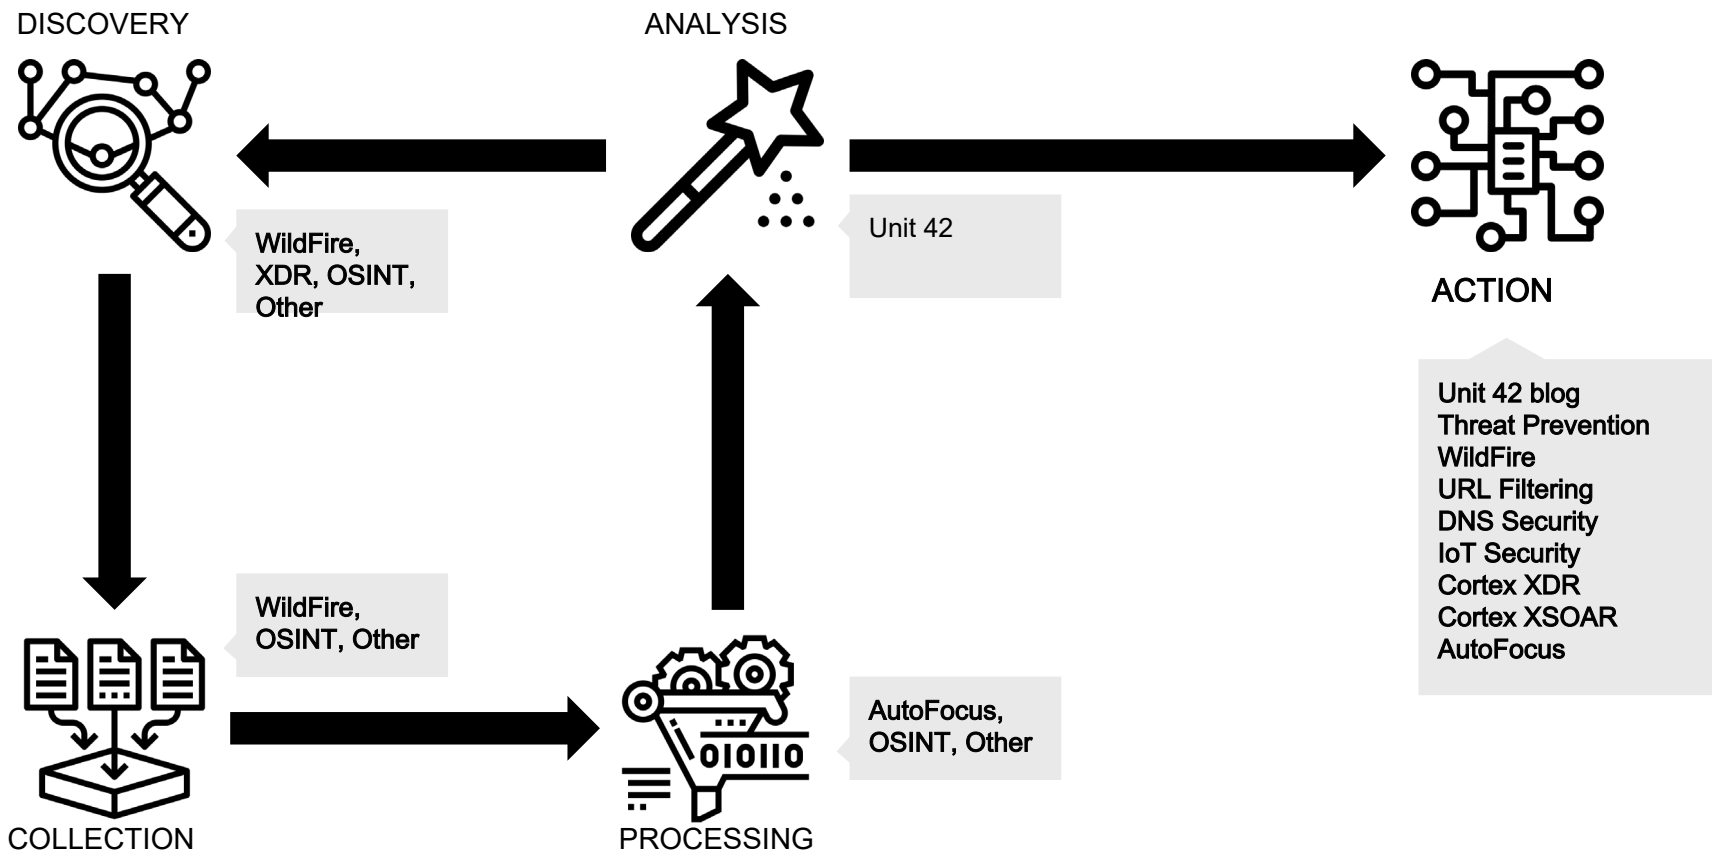 DISCOVERY
ANALYSIS
WildFire,
XDR, OSINT,
Other
Unit 42
ACTION
Unit 42 blog
Threat Prevention
WildFire
URL Filtering
DNS Security
IoT Security
Cortex XDR
Cortex XSOAR
AutoFocus
WildFire,
OSINT, Other
AutoFocus,
OSINT, Other
010110
COLLECTION
PROCESSING